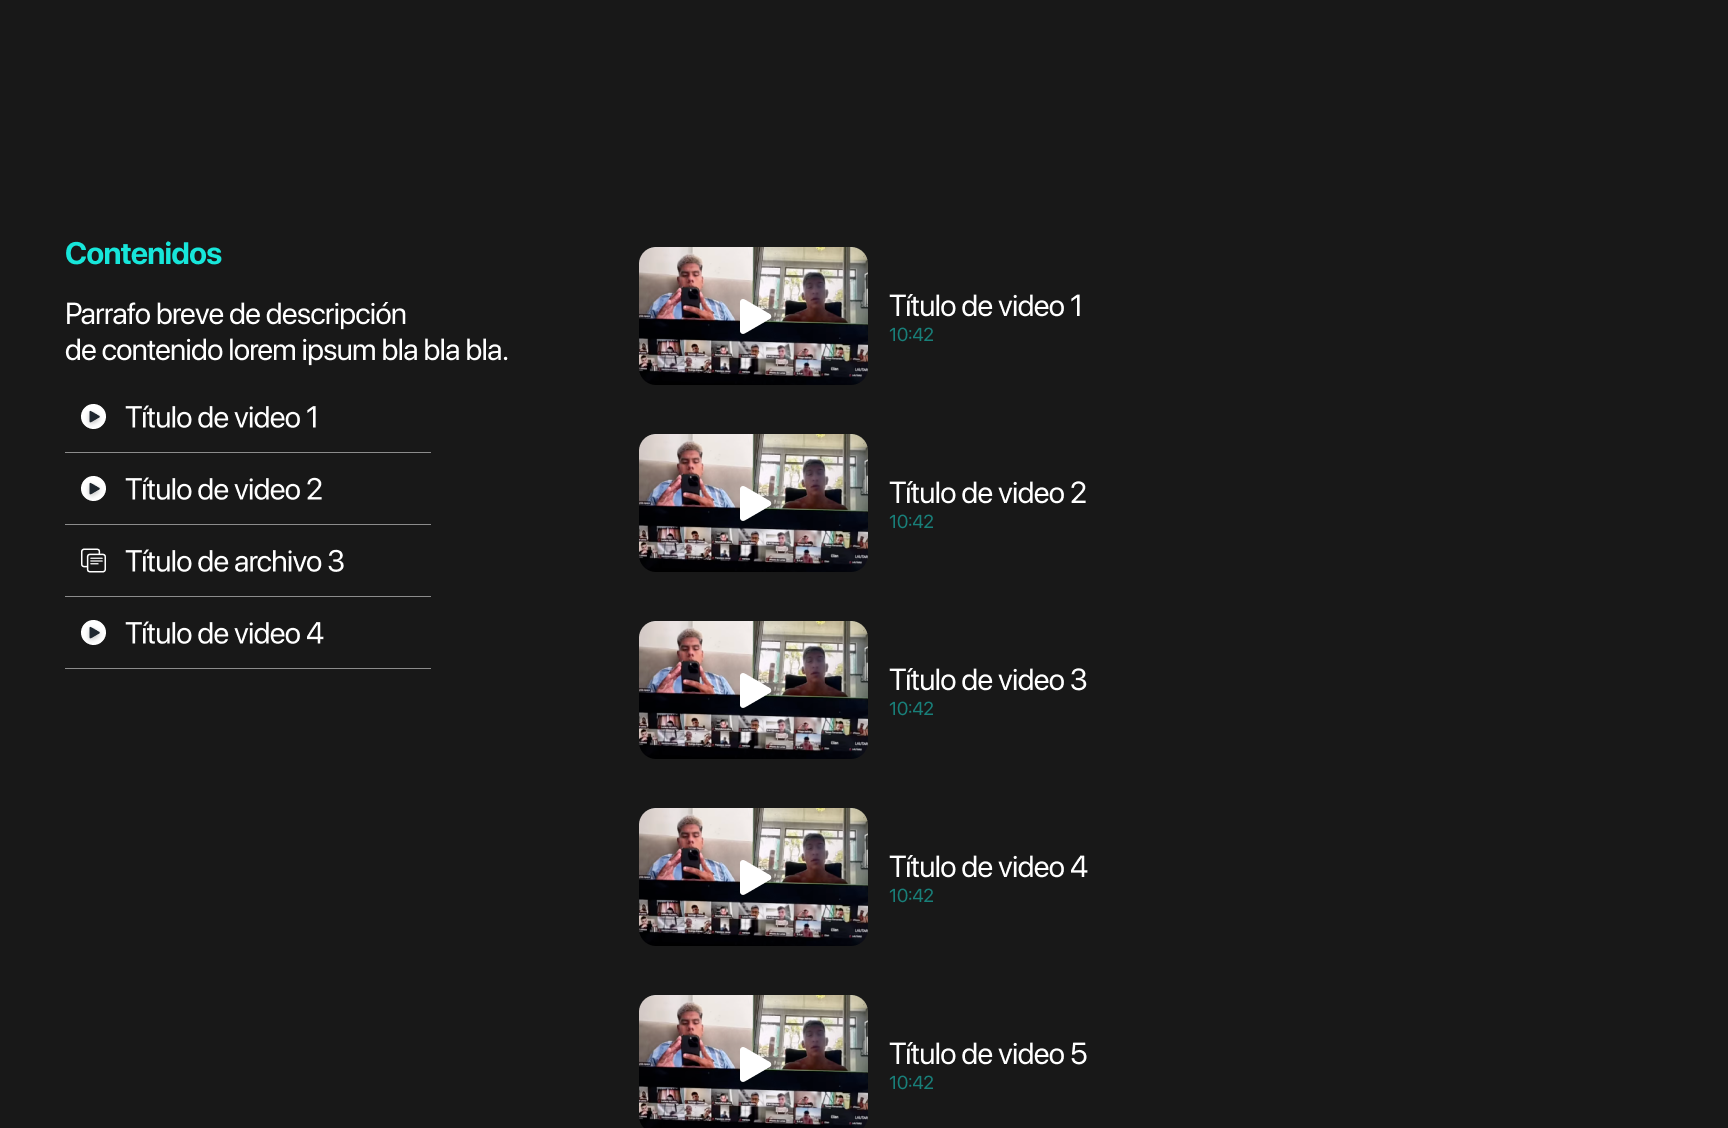 Contenidos
Parrafo breve de descripción
de contenido lorem ipsum bla bla bla.
Título de video 1
Título de video 2
Título de archivo 3
Título de video 4
Título de video 1
10:42
Título de video 2
10:42
Título de video 3
10:42
Título de video 4
10:42
Título de video 5
10:42